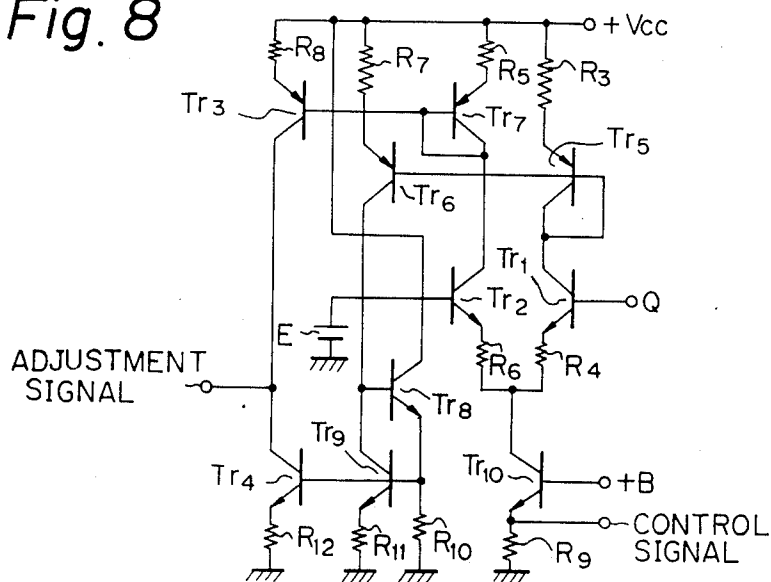 Fig. 8
+Vcc
R8
R7
R5
R3
Tr3
Tr7
Tr5
Tr6
Tr1
Tr2
Q
E
R6
R4
ADJUSTMENT
SIGNAL
Tr8
Tr9
Tr4
Tr10
+B
CONTROL
SIGNAL
R12
R11
R10
R9